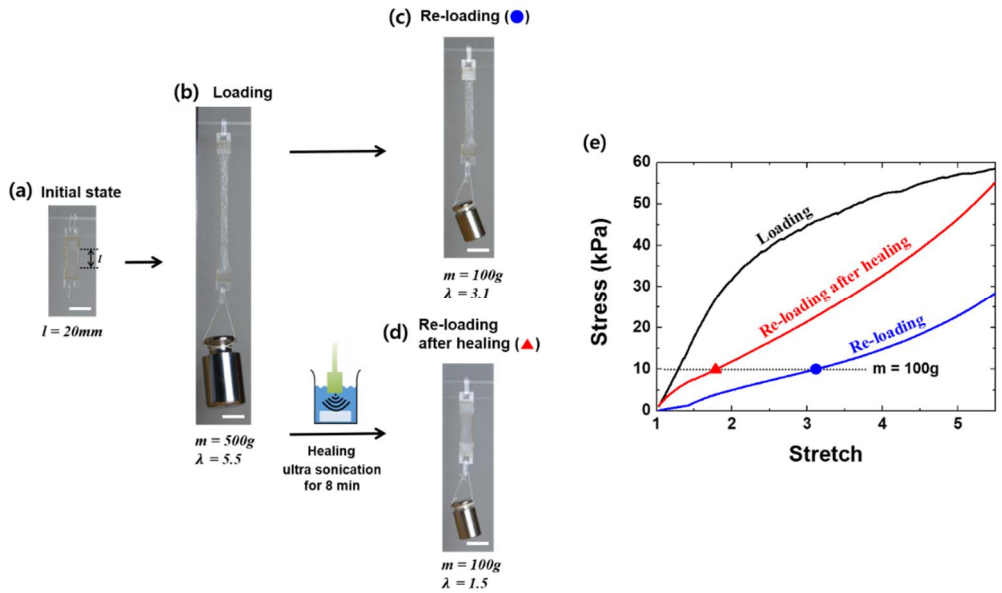 (a) Initial state
l
l = 20mm
(b) Loading
m = 500g
λ = 5.5
(c) Re-loading (●)
m = 100g
λ = 3.1
Healing
ultra sonication
for 8 min
(d) Re-loading
after healing (▲)
m = 100g
λ = 1.5
(e)
60
50
40
30
20
10
0
Stress (kPa)
Loading
Re-loading after healing
Re-loading
m = 100g
1
2
3
4
5
Stretch